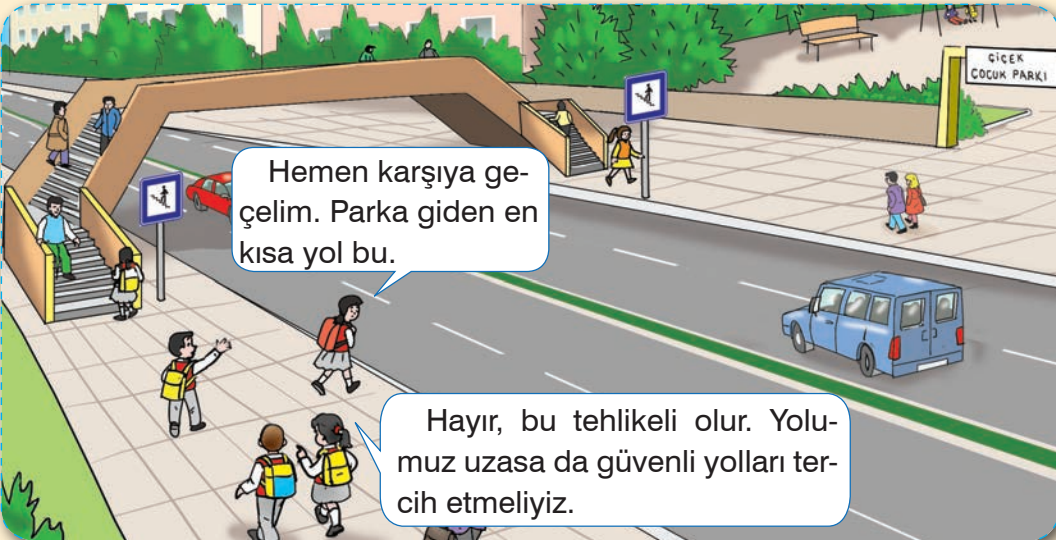 ÇİÇEK
ÇOCUK PARKI
Hemen karşıya ge-
çelim. Parka giden en
kısa yol bu.
Hayır, bu tehlikeli olur. Yolu-
muz uzasa da güvenli yolları ter-
cih etmeliyiz.